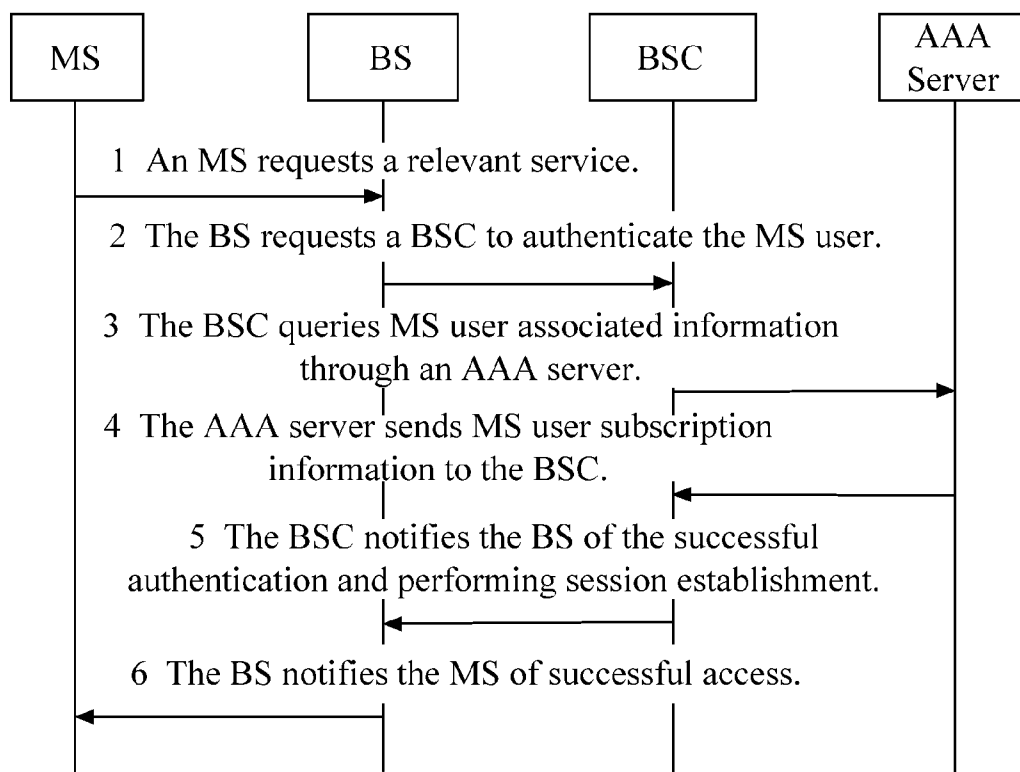 MS
BS
BSC
AAA
Server
1 An MS requests a relevant service.
2 The BS requests a BSC to authenticate the MS user.
3 The BSC queries MS user associated information
through an AAA server.
4 The AAA server sends MS user subscription
information to the BSC.
5 The BSC notifies the BS of the successful
authentication and performing session establishment.
6 The BS notifies the MS of successful access.